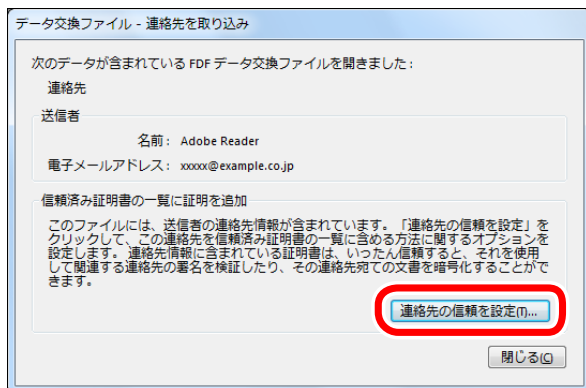 データ交換ファイル - 連絡先を取り込み
次のデータが含まれている FDF データ交換ファイルを開きました :
連絡先
送信者
名前 : Adobe Reader
電子メールアドレス : xxxxx@example.co.jp
信頼済み証明書の一覧に証明を追加
このファイルには、送信者の連絡先情報が含まれています。「連絡先の信頼を設定」を
クリックして、この連絡先を信頼済み証明書の一覧に含める方法に関するオプションを
設定します。 連絡先情報に含まれている証明書は、いったん信頼すると、それを使用
して関連する連絡先の署名を検証したり、その連絡先宛ての文書を暗号化することがで
きます。
連絡先の信頼を設定(T)...
閉じる(C)